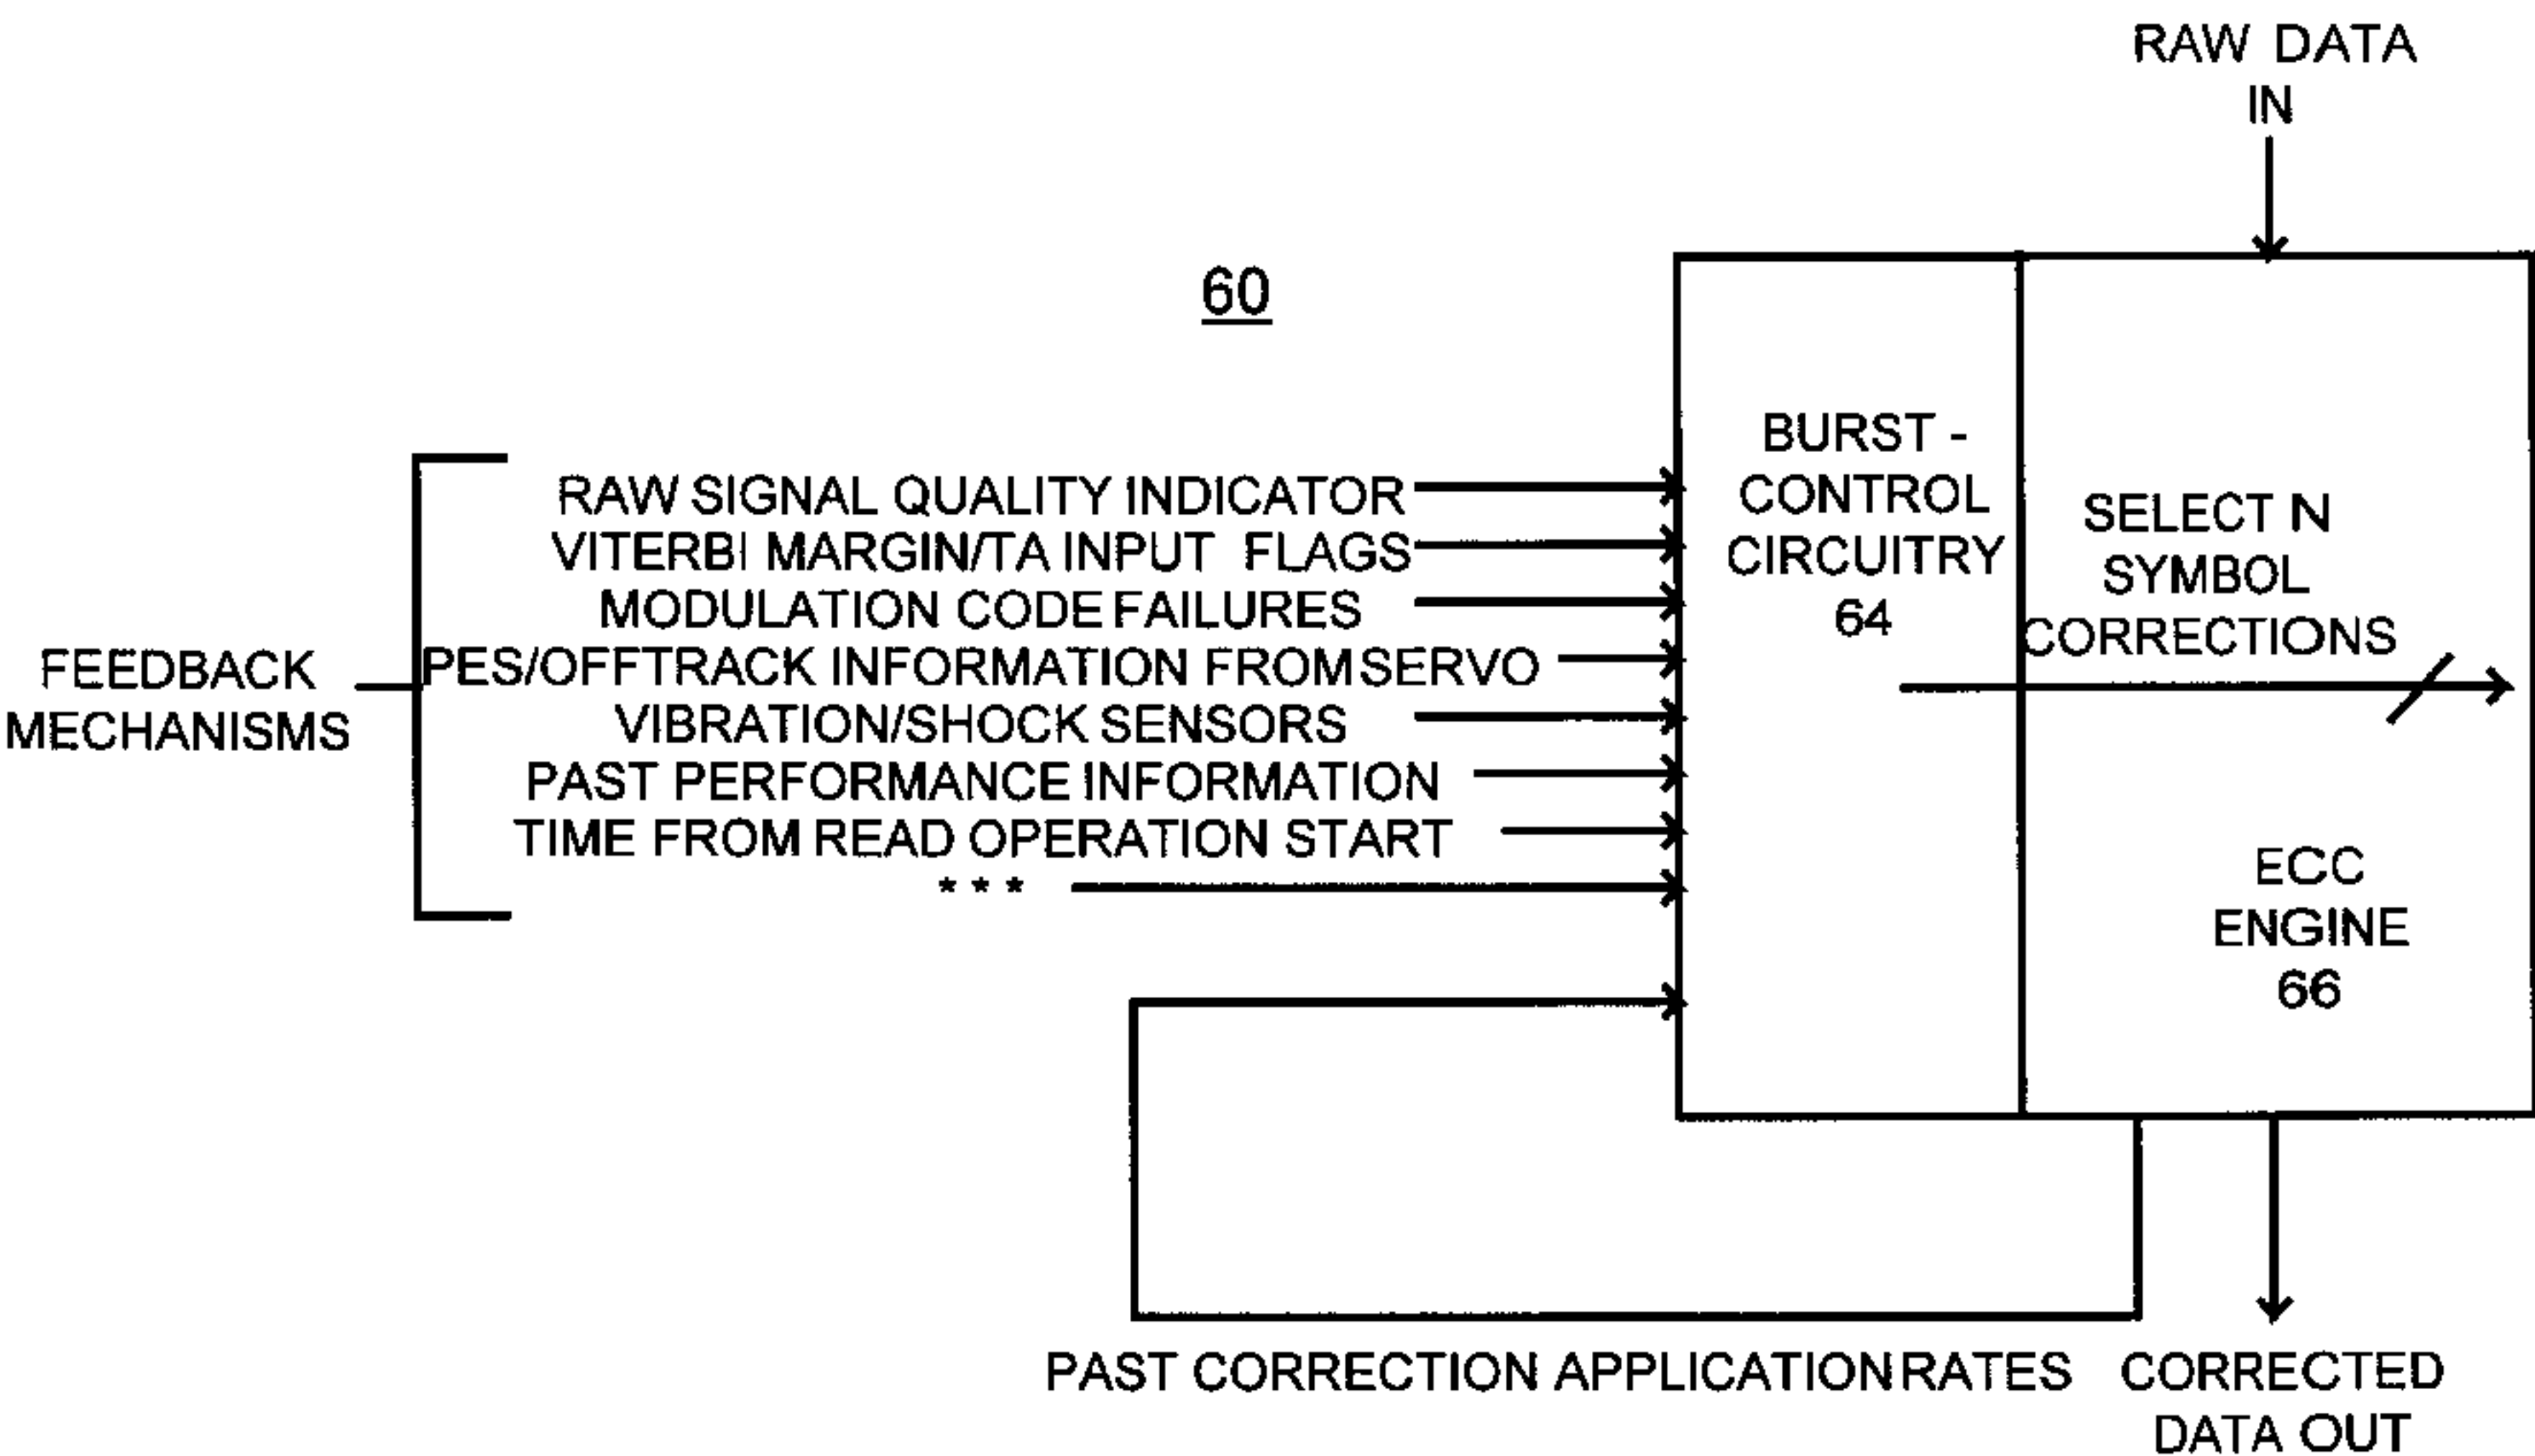 RAW DATA
IN
60
BURST -
CONTROL
CIRCUITRY
64
SELECT N
SYMBOL
CORRECTIONS
ECC
ENGINE
66
FEEDBACK
MECHANISMS
RAW SIGNAL QUALITY INDICATOR
VITERBI MARGIN/TA INPUT FLAGS
MODULATION CODE FAILURES
PES/OFFTRACK INFORMATION FROM SERVO
VIBRATION/SHOCK SENSORS
PAST PERFORMANCE INFORMATION
TIME FROM READ OPERATION START
* * *
PAST CORRECTION APPLICATION RATES
CORRECTED
DATA OUT